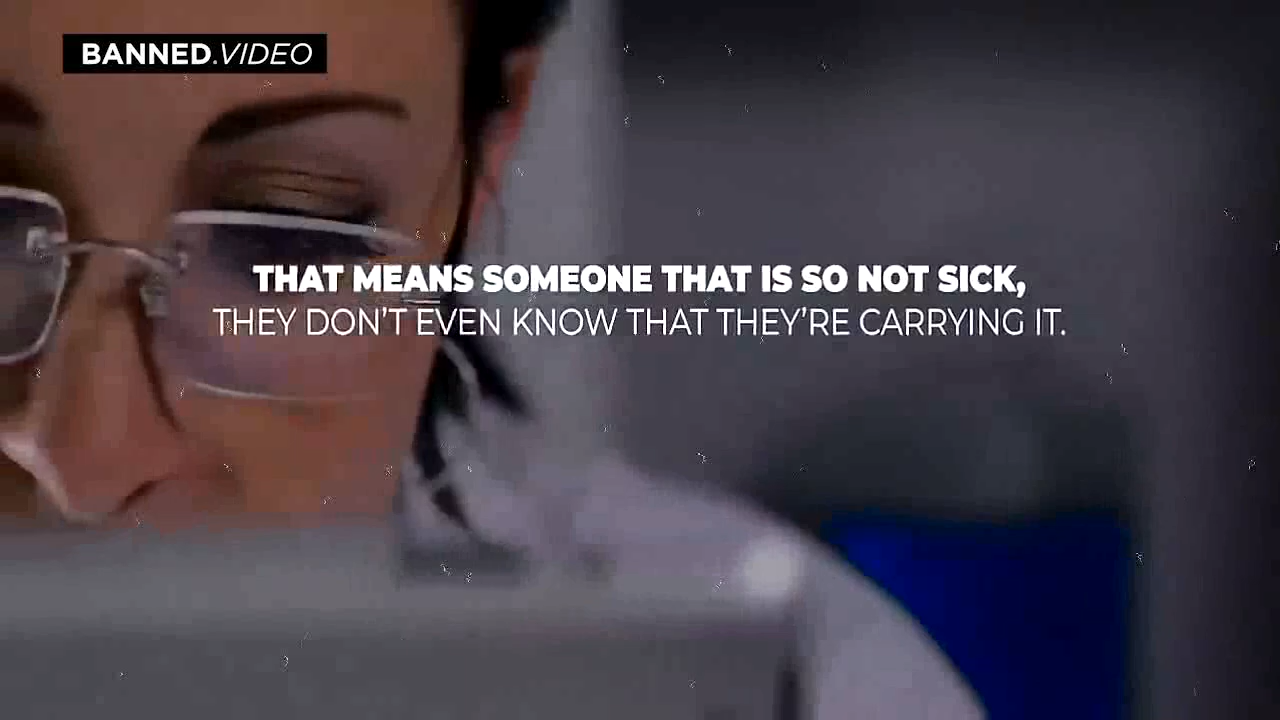 BANNED.VIDEO
THAT MEANS SOMEONE THAT IS SO NOT SICK,
THEY DON'T EVEN KNOW THAT THEY'RE CARRYING IT.